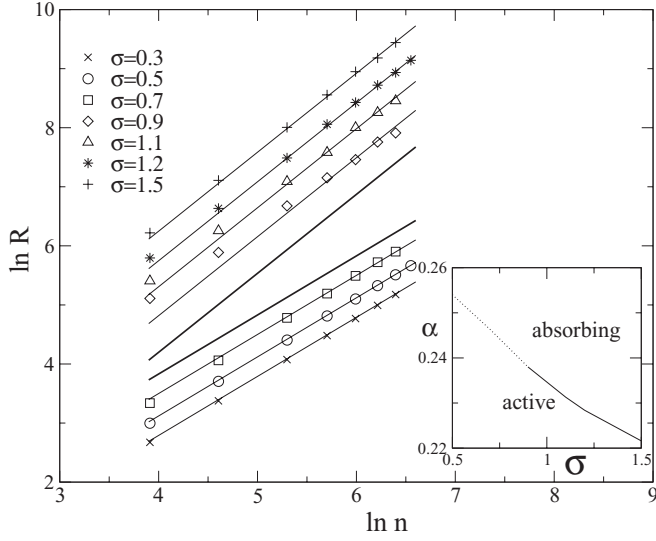 10
8
6
4
2
ln R
σ=0.3
σ=0.5
σ=0.7
σ=0.9
σ=1.1
σ=1.2
σ=1.5
0.26
0.24
0.22
α
absorbing
active
0.5 1 1.5
σ
3 4 5 6 7 8 9
ln n